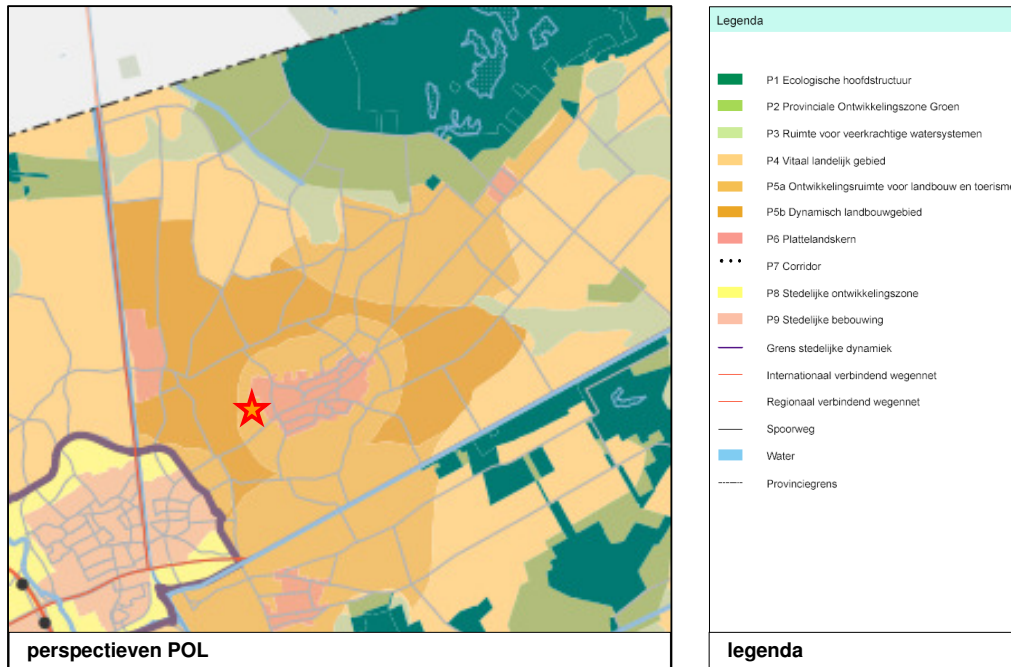 perspectieven POL
Legenda
P1 Ecologische hoofdstructuur
P2 Provinciale Ontwikkelingszone Groen
P3 Ruimte voor veerkrachtige watersystemen
P4 Vitaal landelijk gebied
P5a Ontwikkelingsruimte voor landbouw en toerisme
P5b Dynamisch landbouwgebied
P6 Plattelandskern
P7 Corridor
P8 Stedelijke ontwikkelingszone
P9 Stedelijke bebouwing
Grens stedelijke dynamiek
Internationaal verbindend wegennet
Regionaal verbindend wegennet
Spoorweg
Water
Provinciegrens
legenda